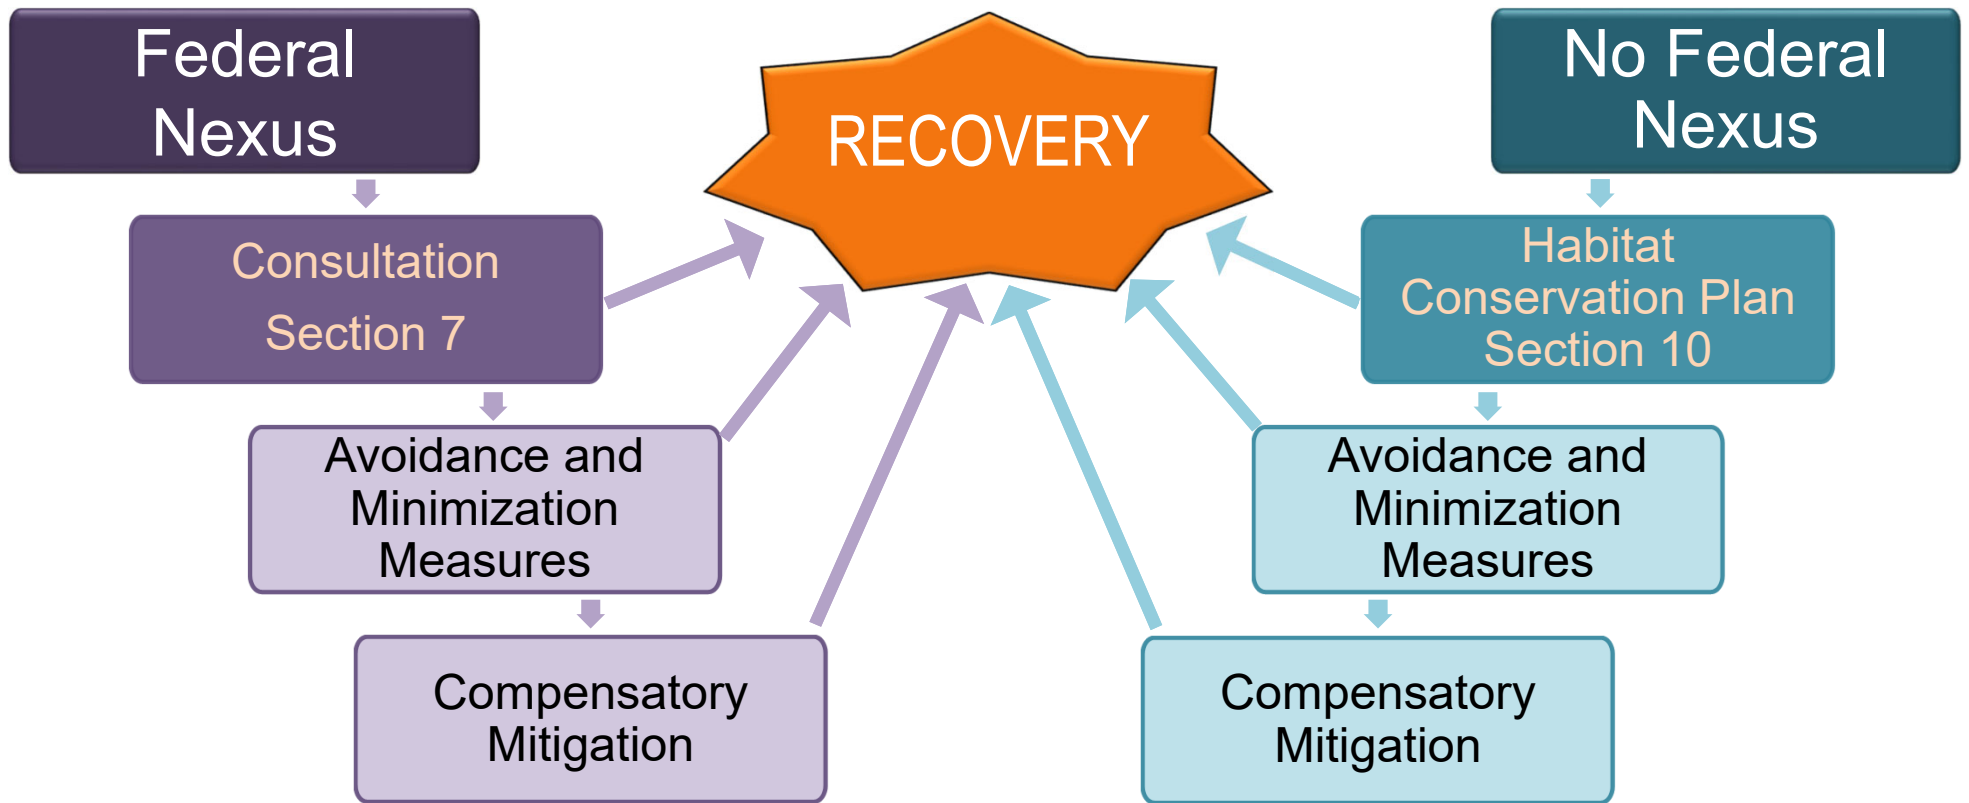 Federal
Nexus
Consultation
Section 7
Avoidance and
Minimization
Measures
Compensatory
Mitigation
RECOVERY
No Federal
Nexus
Habitat
Conservation Plan
Section 10
Avoidance and
Minimization
Measures
Compensatory
Mitigation